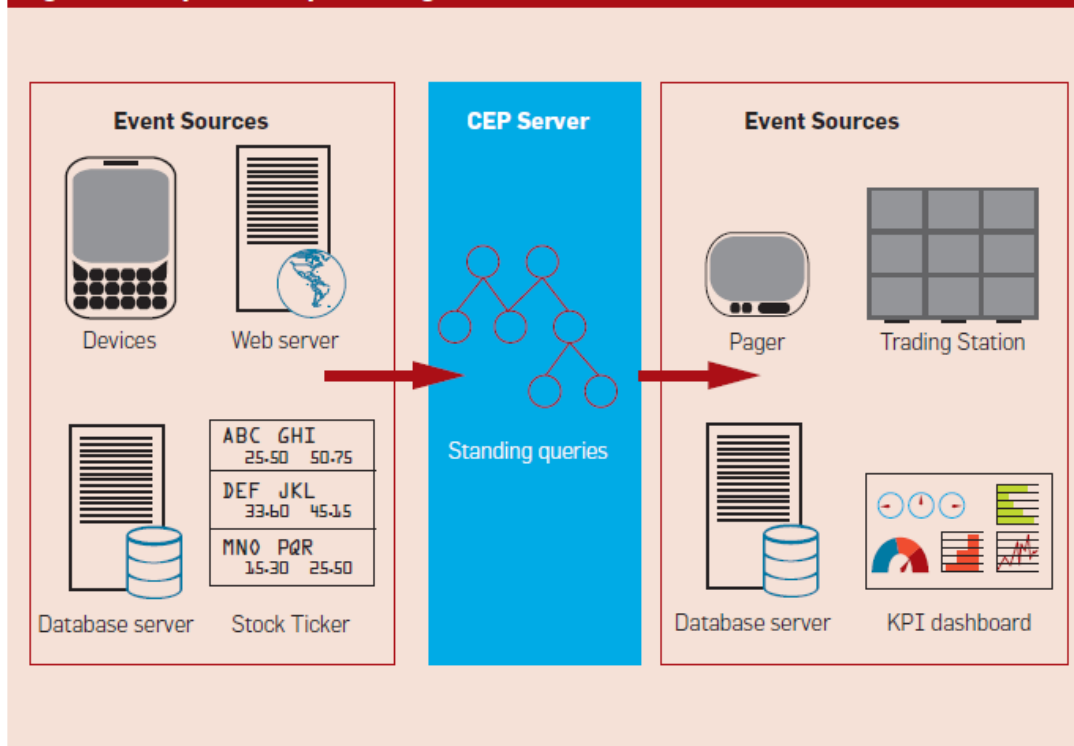 Event Sources
Devices
Web server
Database server
ABC GHI
25.50 50.75
DEF JKL
33.60 45.15
MNO PQR
15.30 25.50
Stock Ticker
CEP Server
Standing queries
Event Sources
Pager
Trading Station
Database server
KPI dashboard